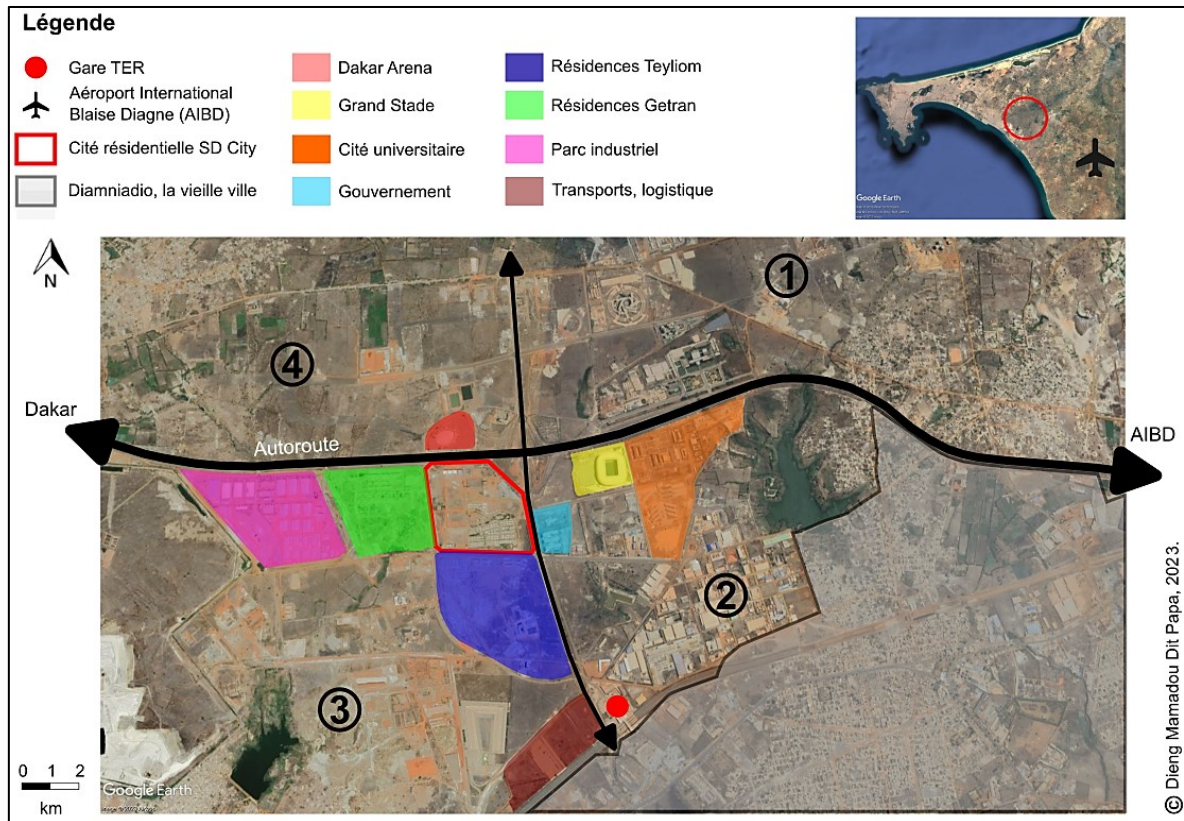 Légende
Gare TER
Aéroport International
Blaise Diagne (AIBD)
Cité résidentielle SD City
Diamniadio, la vieille ville
Dakar Arena
Grand Stade
Cité universitaire
Gouvernement
Résidences Teyliom
Résidences Getran
Parc industriel
Transports, logistique
Google Earth
N
1
4
Dakar
Autoroute
AIBD
2
3
0 1 2
km
Google Earth
© Dieng Mamadou Dit Papa, 2023.